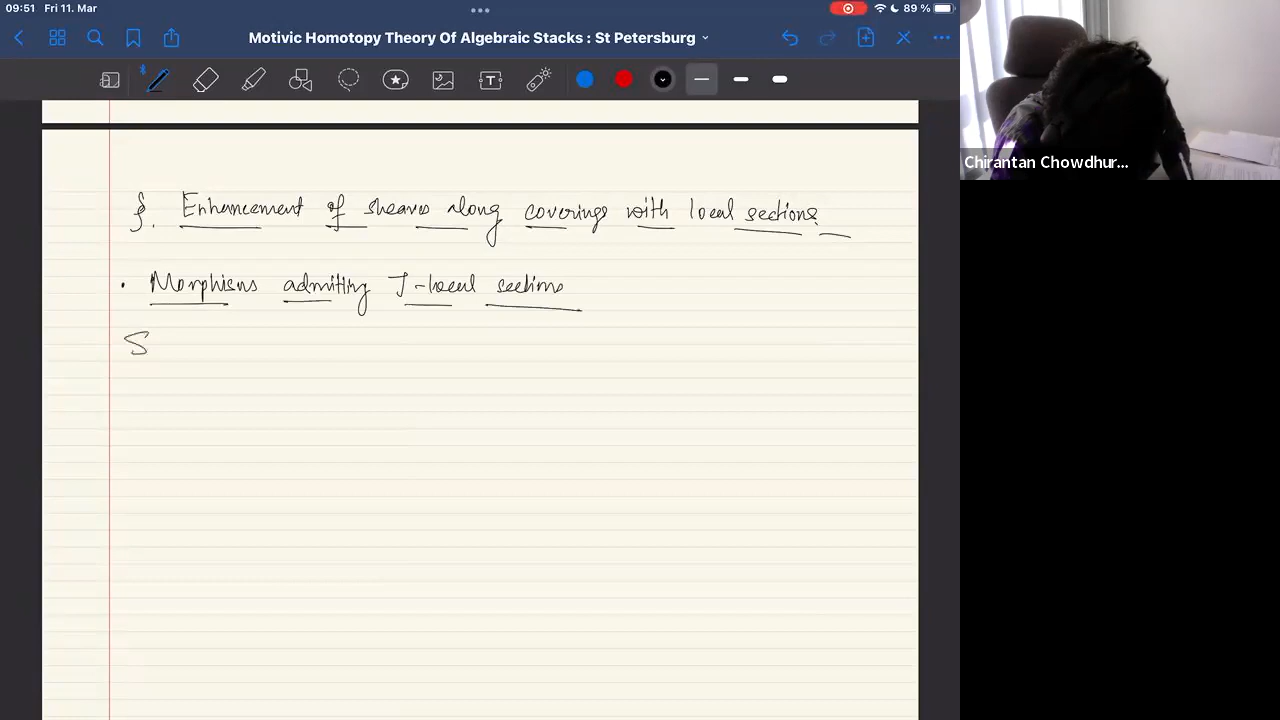 09:51 Fri 11. Mar
89 %
Motivic Homotopy Theory Of Algebraic Stacks : St Petersburg
§. Enhancement of sheaves along coverings with local sections.
• Morphisms admitting J-local sections
S
Chirantan Chowdhur...